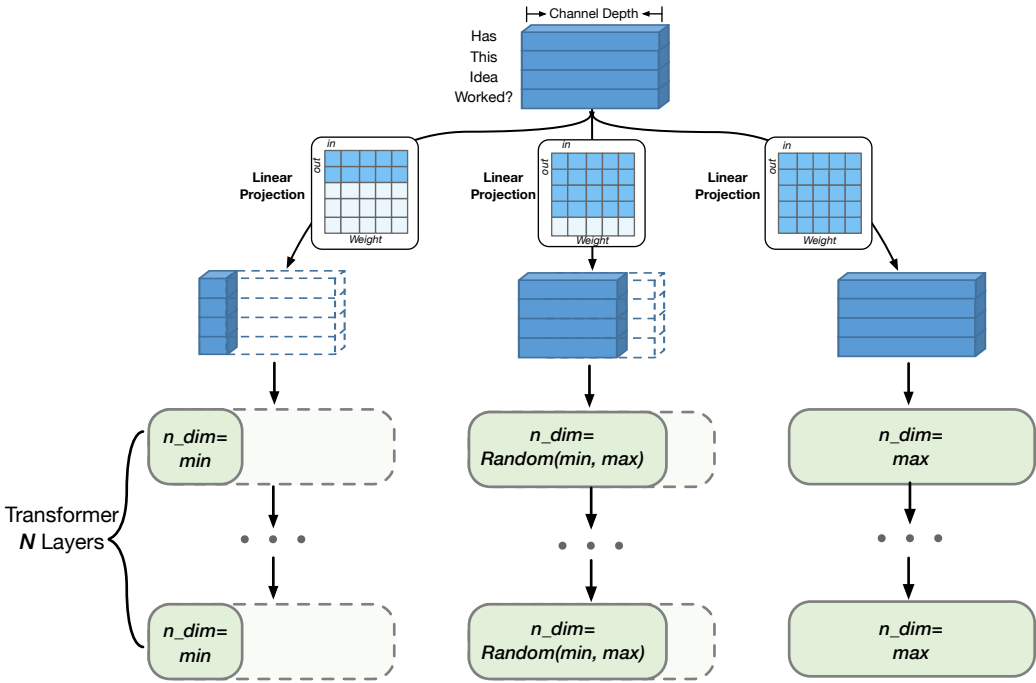 Channel Depth
Has
This
Idea
Worked?
in
out
Linear
Projection
Weight
in
out
Linear
Projection
Weight
in
out
Linear
Projection
Weight
n_dim=
min
n_dim=
Random(min, max)
n_dim=
max
Transformer
N Layers
n_dim=
min
n_dim=
Random(min, max)
n_dim=
max